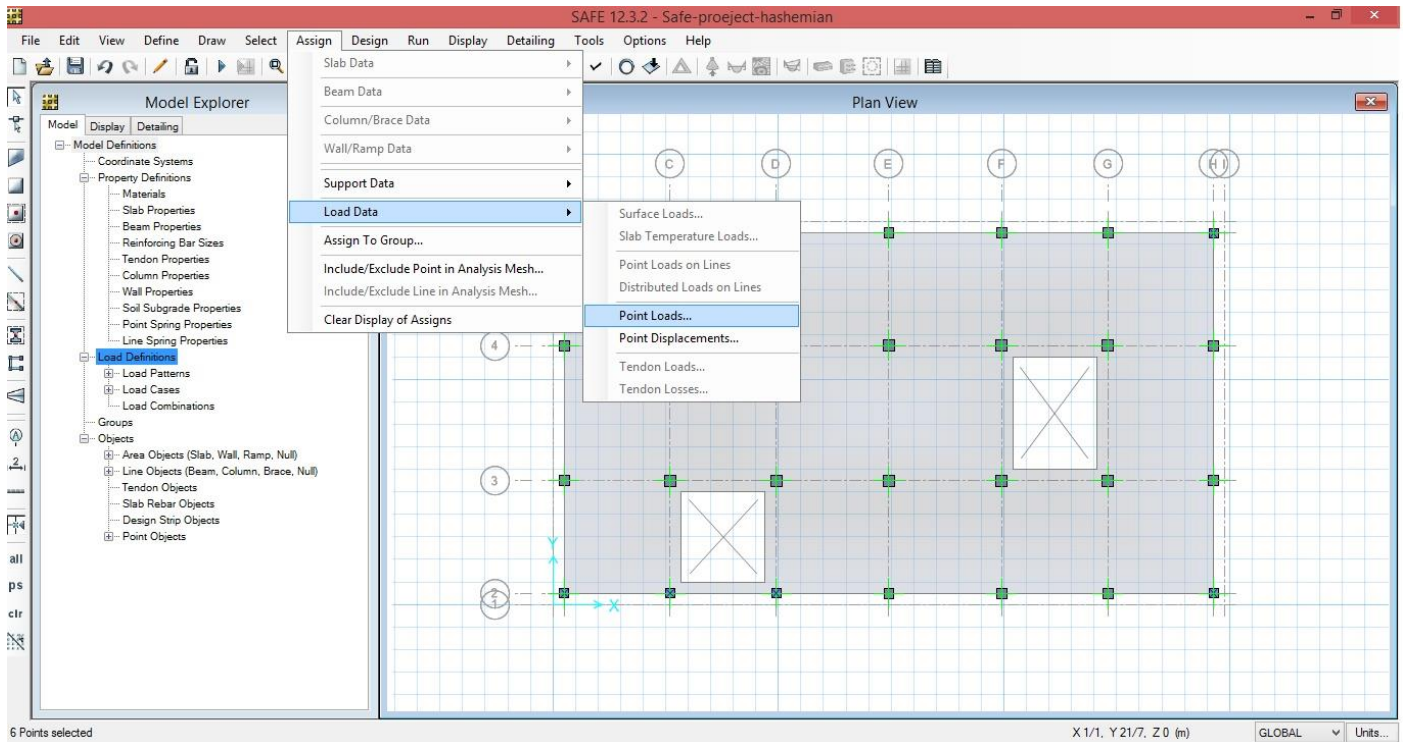 SAFE 12.3.2 - Safe-proeject-hashemian
File Edit View Define Draw Select Assign Design Run Display Detailing Tools Options Help
Model Explorer
Model Display Detailing
Model Definitions
Coordinate Systems
Property Definitions
Materials
Slab Properties
Beam Properties
Reinforcing Bar Sizes
Tendon Properties
Column Properties
Wall Properties
Soil Subgrade Properties
Point Spring Properties
Line Spring Properties
Load Definitions
Load Patterns
Load Cases
Load Combinations
Groups
Objects
Area Objects (Slab, Wall, Ramp, Null)
Line Objects (Beam, Column, Brace, Null)
Tendon Objects
Slab Rebar Objects
Design Strip Objects
Point Objects
all
ps
clr
Slab Data
Beam Data
Column/Brace Data
Wall/Ramp Data
Support Data
Load Data
Assign To Group...
Include/Exclude Point in Analysis Mesh...
Include/Exclude Line in Analysis Mesh...
Clear Display of Assigns
Surface Loads...
Slab Temperature Loads...
Point Loads on Lines
Distributed Loads on Lines
Point Loads...
Point Displacements...
Tendon Loads...
Tendon Losses...
Plan View
C D E F G H I
4
3
2
1
Y
X
6 Points selected
X 1/1, Y 21/7, Z 0 (m)
GLOBAL
Units...